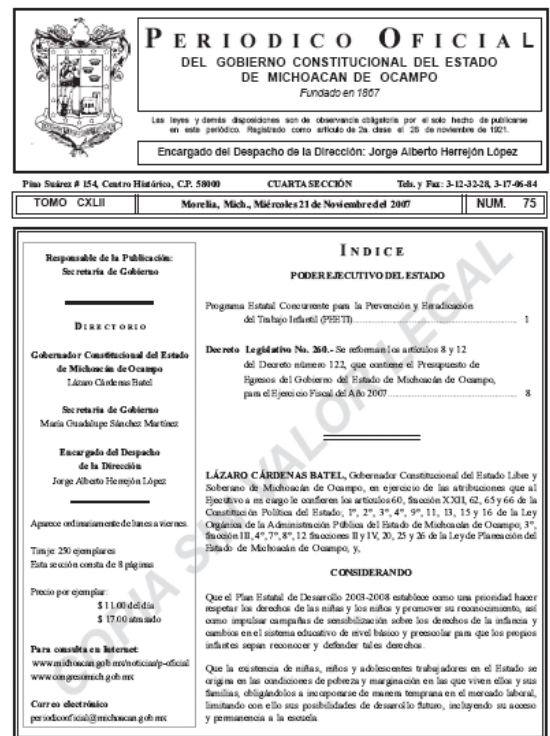 PERIODICO OFICIAL
DEL GOBIERNO CONSTITUCIONAL DEL ESTADO
DE MICHOACAN DE OCAMPO
Fundado en 1867
Las leyes y demás disposiciones son de observancia obligatoria por el solo hecho de publicarse
en este periódico. Registrado como artículo de 2a. clase el 28 de noviembre de 1921.
Encargado del Despacho de la Dirección: Jorge Alberto Herrejón López
Pino Suárez # 154, Centro Histórico, C.P. 58000 CUARTA SECCIÓN Tels. y Fax: 3-12-32-28, 3-17-06-84
TOMO CXLII Morelia, Mich., Miércoles 21 de Noviembre del 2007 NUM. 75
Responsable de la Publicación:
Secretaría de Gobierno
DIRECTORIO
Gobernador Constitucional del Estado
de Michoacán de Ocampo
Lázaro Cárdenas Batel
Secretaria de Gobierno
María Guadalupe Sánchez Martínez
Encargado del Despacho
de la Dirección
Jorge Alberto Herrejón López
Aparece ordinariamente de lunes a viernes.
Tiraje: 250 ejemplares
Esta sección consta de 8 páginas
Precio por ejemplar:
$ 11.00 del día
$ 17.00 atrasado
Para consulta en Internet:
www.michoacan.gob.mx/noticias/p-oficial
www.congresomich.gob.mx
Correo electrónico
periodicooficial@michoacan.gob.mx
INDICE
PODER EJECUTIVO DEL ESTADO
Programa Estatal Concurrente para la Prevención y Erradicación
del Trabajo Infantil (PEETI) 1
Decreto Legislativo No. 260.- Se reforman los artículos 8 y 12
del Decreto número 122, que contiene el Presupuesto de
Egresos del Gobierno del Estado de Michoacán de Ocampo,
para el Ejercicio Fiscal del Año 2007 8
LÁZARO CÁRDENAS BATEL, Gobernador Constitucional del Estado Libre y
Soberano de Michoacán de Ocampo, en ejercicio de las atribuciones que al
Ejecutivo a mi cargo le confieren los artículos 60, fracción XXII, 62, 65 y 66 de la
Constitución Política del Estado; 1º, 2º, 3º, 4º, 9º, 11, 13, 15 y 16 de la Ley
Orgánica de la Administración Pública del Estado de Michoacán de Ocampo; 3º,
fracción III, 4º, 7º, 8º, 12 fracciones II y IV, 20, 25 y 26 de la Ley de Planeación del
Estado de Michoacán de Ocampo; y,
CONSIDERANDO
Que el Plan Estatal de Desarrollo 2003-2008 establece como una prioridad hacer
respetar los derechos de las niñas y los niños y promover su reconocimiento, así
como impulsar campañas de sensibilización sobre los derechos de la infancia y
cambios en el sistema educativo de nivel básico y preescolar para que los propios
infantes sepan reconocer y defender tales derechos.
Que la existencia de niñas, niños y adolescentes trabajadores en el Estado se
origina en las condiciones de pobreza y marginación en las que viven ellos y sus
familias, obligándolos a incorporarse de manera temprana en el mercado laboral,
limitando con ello sus posibilidades de desarrollo futuro, incluyendo su acceso
y permanencia a la escuela.
COPIA SIN VALOR LEGAL